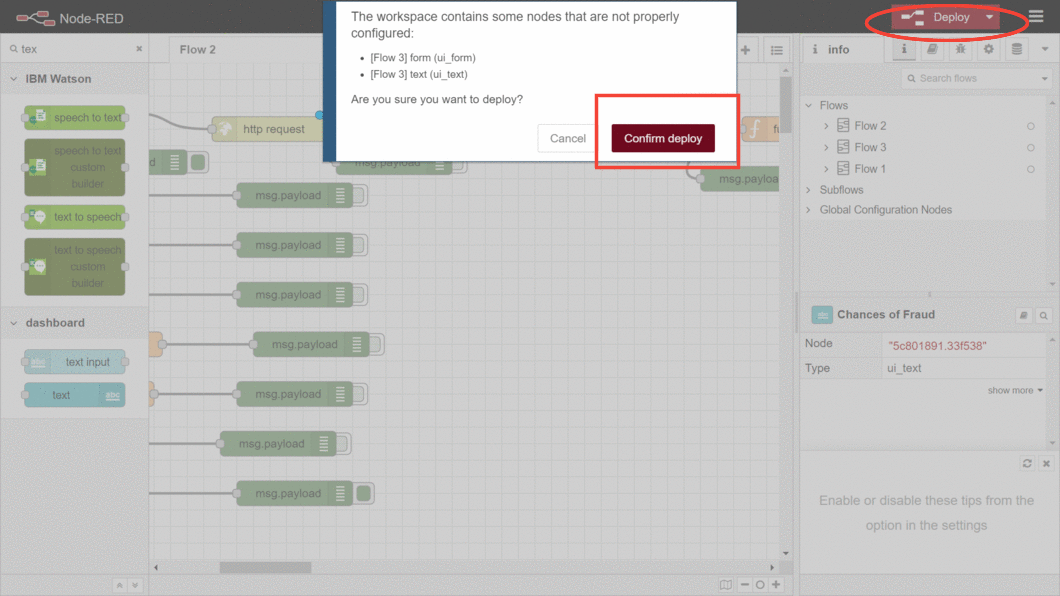 Node-RED
Deploy
tex
IBM Watson
speech to text
speech to text
custom
builder
text to speech
text to speech
custom
builder
dashboard
text input
abc
text
abc
Flow 2
The workspace contains some nodes that are not properly
configured:
[Flow 3] form (ui_form)
[Flow 3] text (ui_text)
Are you sure you want to deploy?
Cancel
Confirm deploy
http request
d
msg.payload
msg.payload
msg.payload
msg.payload
msg.payload
msg.payload
msg.payload
msg.payload
msg.payloa
info
Search flows
Flows
Flow 2
Flow 3
Flow 1
Subflows
Global Configuration Nodes
Chances of Fraud
Node
"5c801891.33f538"
Type
ui_text
show more
Enable or disable these tips from the
option in the settings